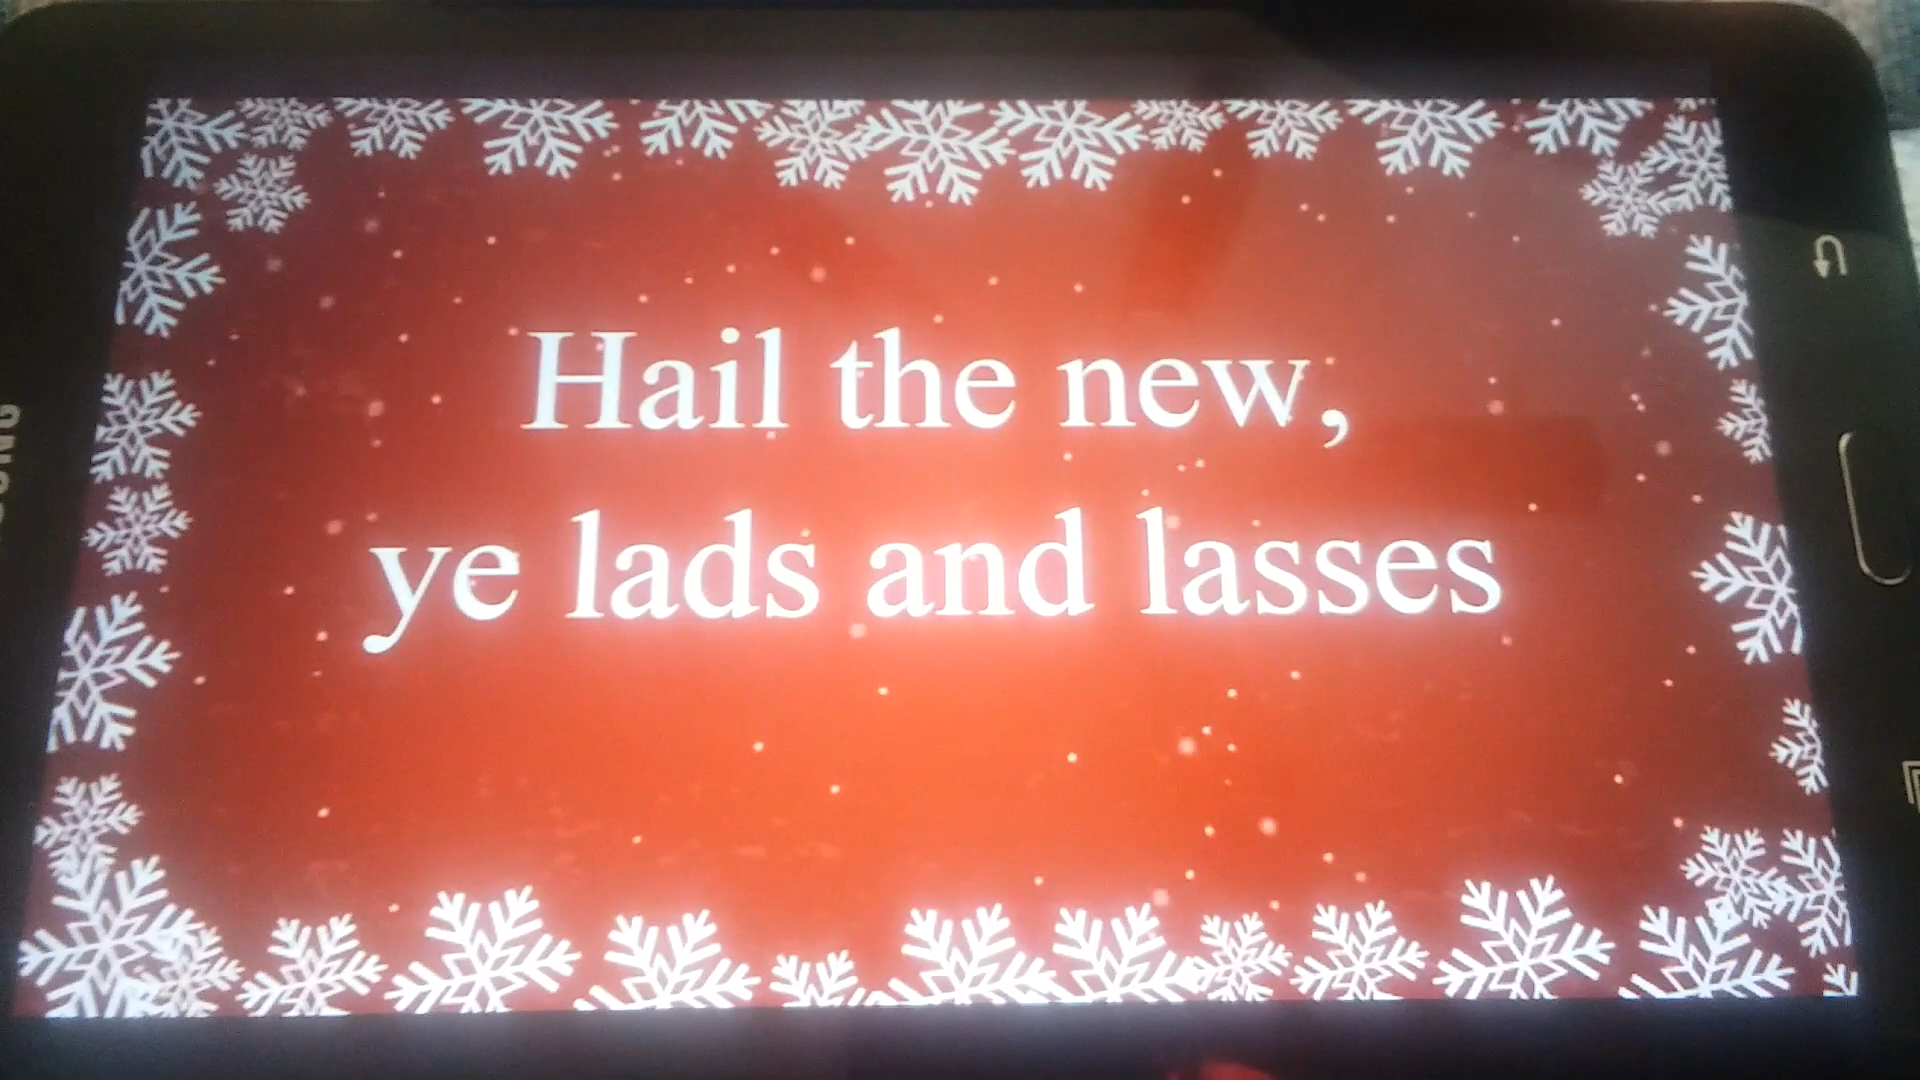 Hail the new,
ye lads and lasses